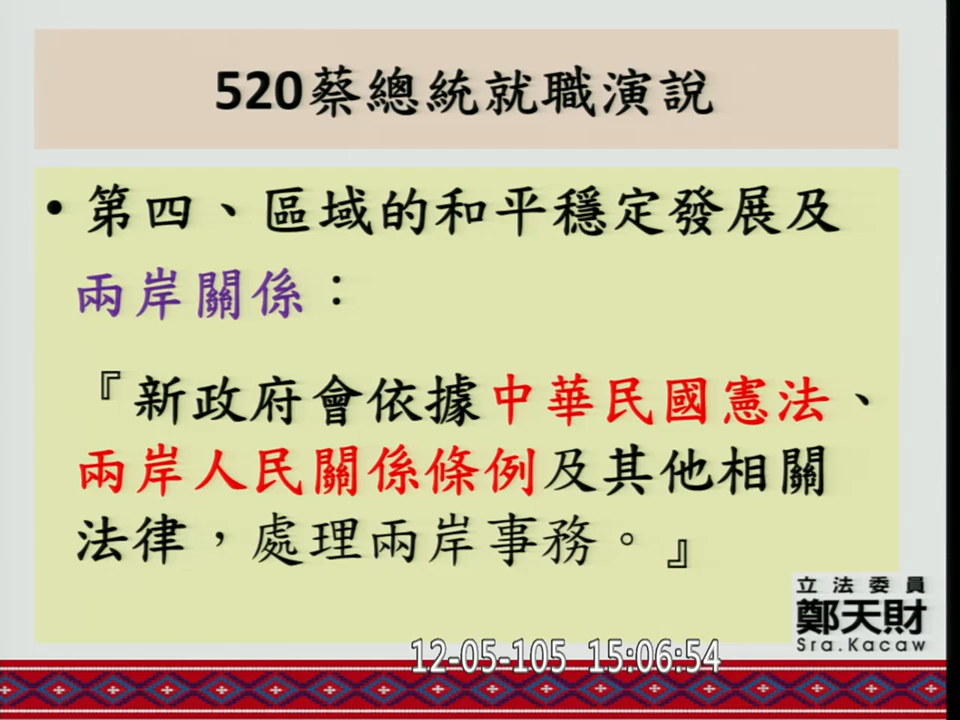 520蔡總統就職演說
• 第四、區域的和平穩定發展及
兩岸關係：
『新政府會依據中華民國憲法、
兩岸人民關係條例及其他相關
法律，處理兩岸事務。』
立法委員
鄭天財
Sra.Kacaw
12-05-105 15:06:54